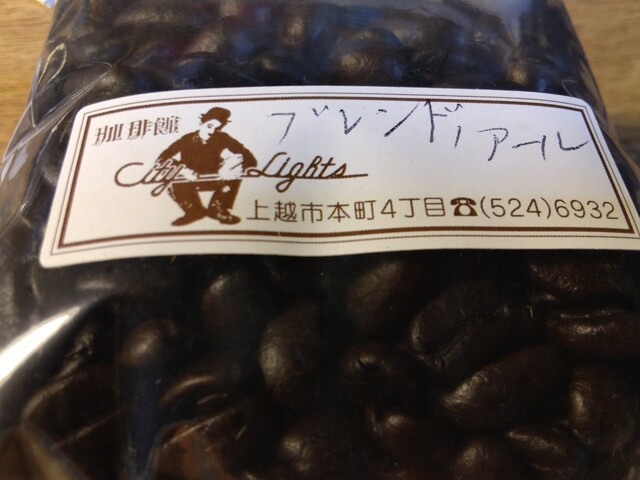 珈琲館
City Lights
ブレンドノアール
上越市本町4丁目☎(524)6932